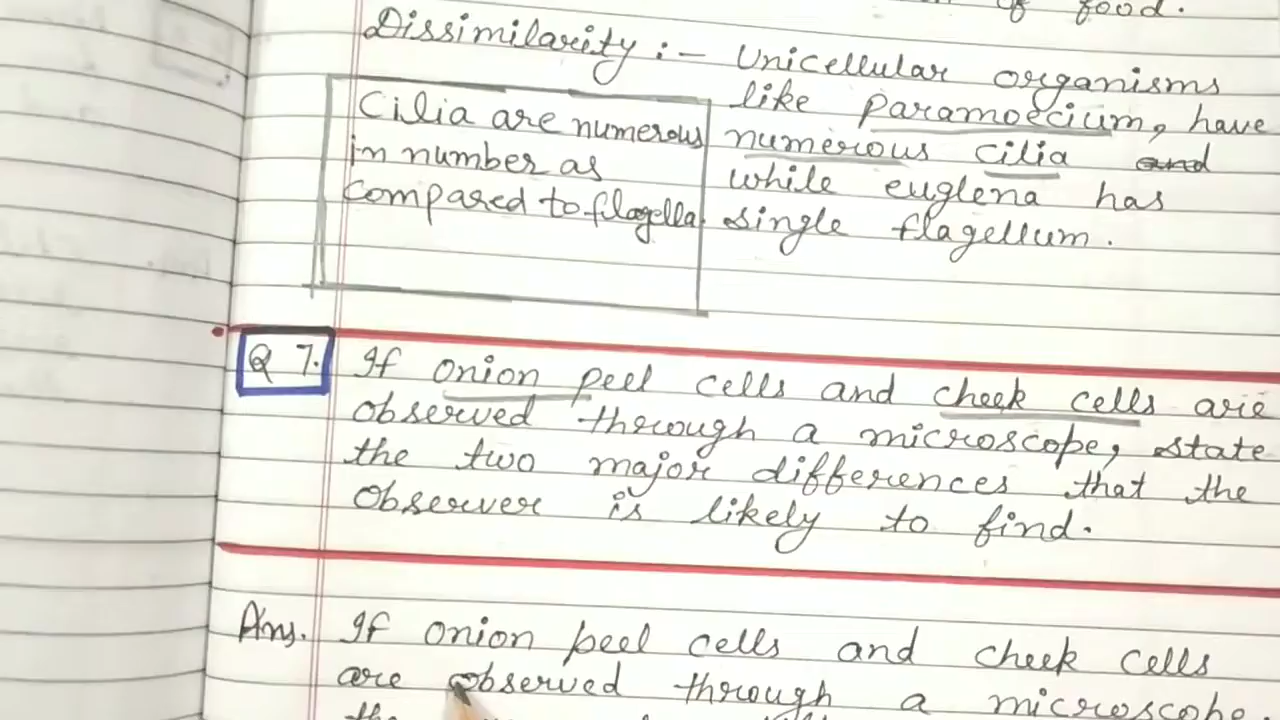 of food.
Dissimilarity :- Unicellular organisms
like paramoecium, have
numerous cilia and
while euglena has
single flagellum.
Cilia are numerous
in number as
compared to flagella.
Q 7. If onion peel cells and cheek cells are
observed through a microscope, state
the two major differences that the
observer is likely to find.
Ans. If onion peel cells and cheek cells
are observed through a microscope,
the